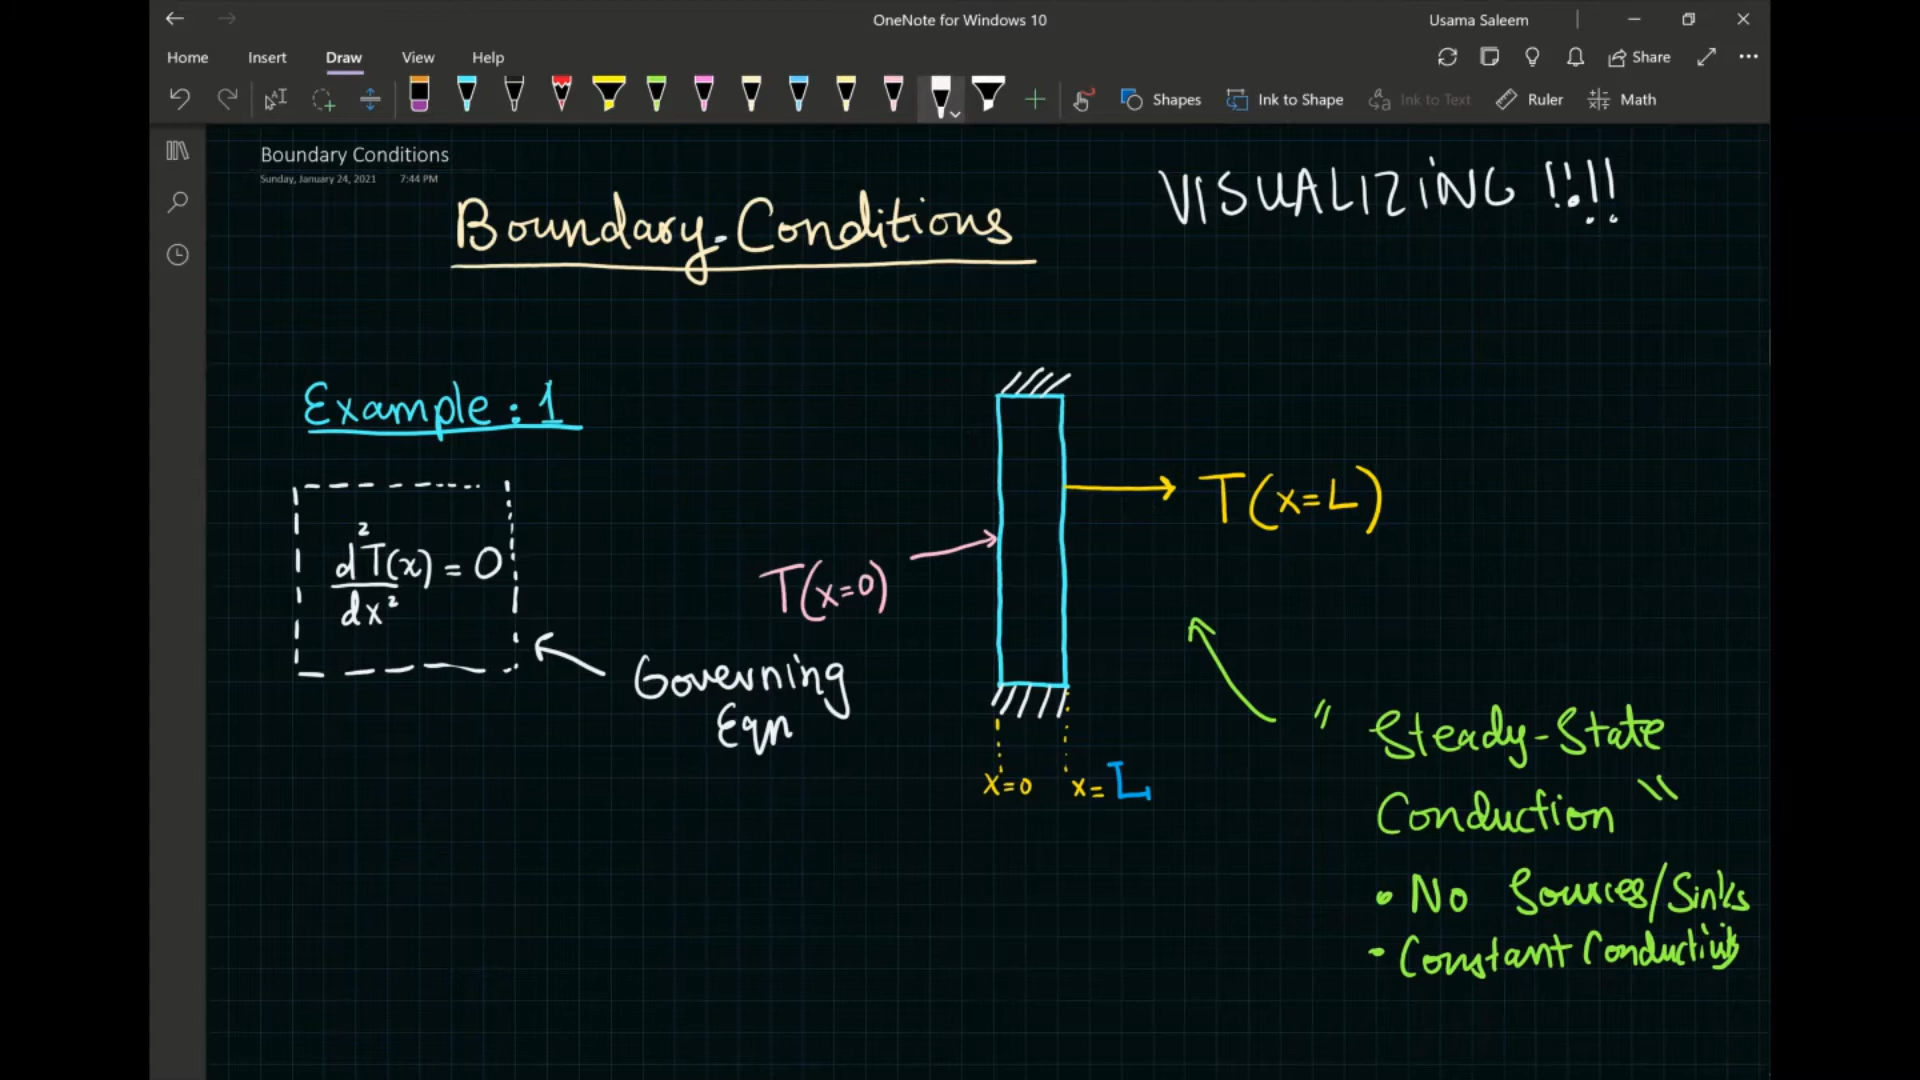 OneNote for Windows 10
Usama Saleem
Home Insert Draw View Help
Share
Shapes Ink to Shape Ink to Text Ruler Math
Boundary Conditions
Sunday, January 24, 2021 7:44 PM
VISUALIZING !!!!
Boundary Conditions
Example: 1
T(x=L)
d²T(x) = 0
dx²
T(x=0)
Governing
Eqn
x=0 x= L
" Steady-State
Conduction "
• No Sources/Sinks
• Constant Conductivity